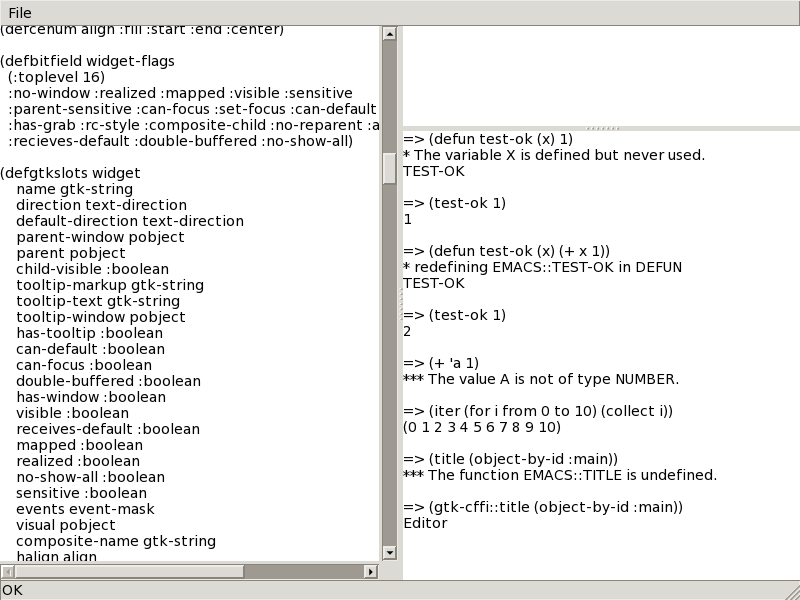 File
(defcenum align :fill :start :end :center)
(defbitfield widget-flags
(:toplevel 16)
:no-window :realized :mapped :visible :sensitive
:parent-sensitive :can-focus :set-focus :can-default
:has-grab :rc-style :composite-child :no-reparent :a
:recieves-default :double-buffered :no-show-all)
(defgtkslots widget
name gtk-string
direction text-direction
default-direction text-direction
parent-window pobject
parent pobject
child-visible :boolean
tooltip-markup gtk-string
tooltip-text gtk-string
tooltip-window pobject
has-tooltip :boolean
can-default :boolean
can-focus :boolean
double-buffered :boolean
has-window :boolean
visible :boolean
receives-default :boolean
mapped :boolean
realized :boolean
no-show-all :boolean
sensitive :boolean
events event-mask
visual pobject
composite-name gtk-string
halign align
=> (defun test-ok (x) 1)
* The variable X is defined but never used.
TEST-OK
=> (test-ok 1)
1
=> (defun test-ok (x) (+ x 1))
* redefining EMACS::TEST-OK in DEFUN
TEST-OK
=> (test-ok 1)
2
=> (+ 'a 1)
*** The value A is not of type NUMBER.
=> (iter (for i from 0 to 10) (collect i))
(0 1 2 3 4 5 6 7 8 9 10)
=> (title (object-by-id :main))
*** The function EMACS::TITLE is undefined.
=> (gtk-cffi::title (object-by-id :main))
Editor
OK